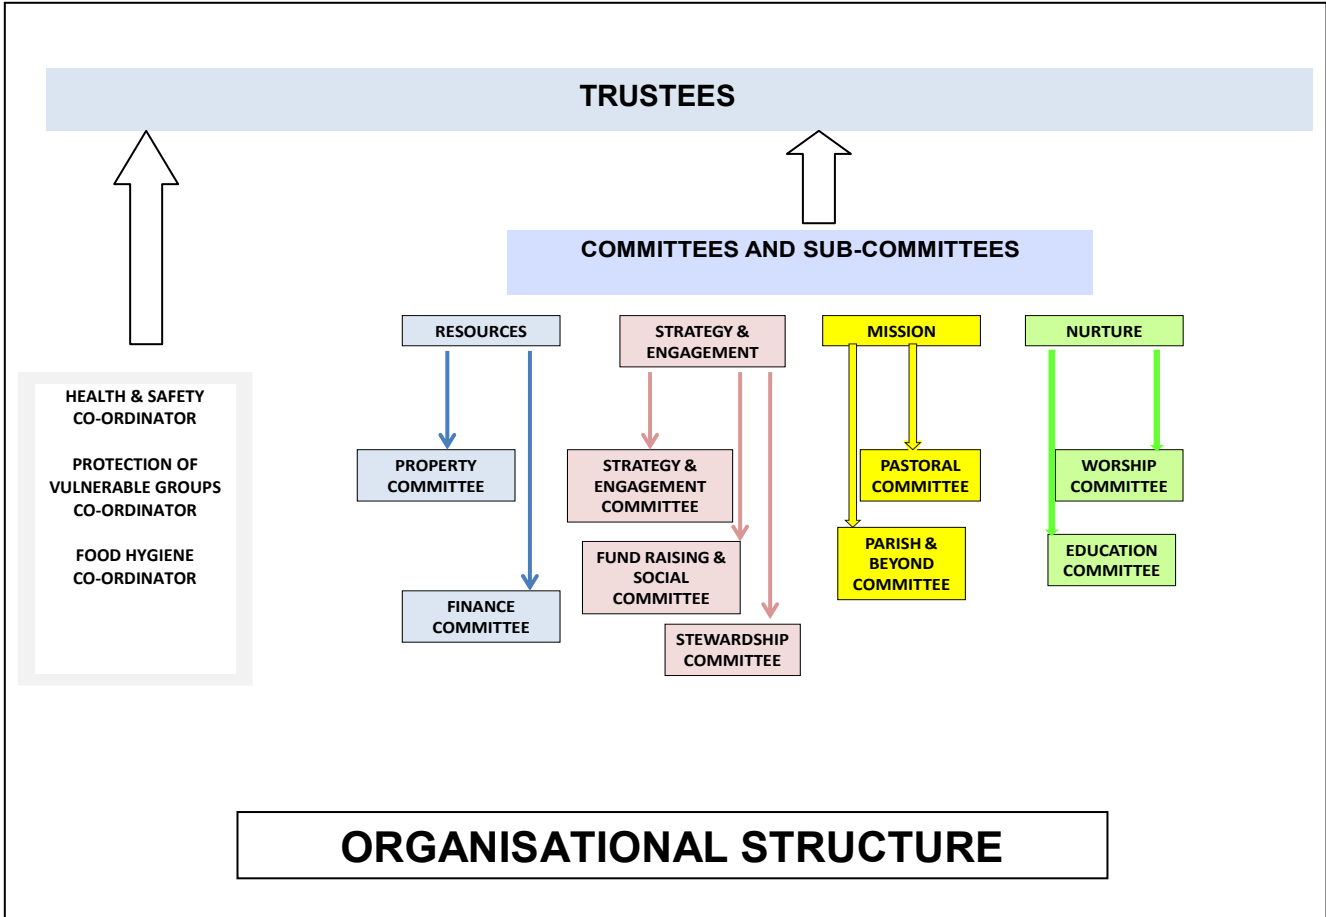 TRUSTEES
COMMITTEES AND SUB-COMMITTEES
RESOURCES
STRATEGY &
ENGAGEMENT
MISSION
NURTURE
HEALTH & SAFETY
CO-ORDINATOR
PROTECTION OF
VULNERABLE GROUPS
CO-ORDINATOR
FOOD HYGIENE
CO-ORDINATOR
PROPERTY
COMMITTEE
FINANCE
COMMITTEE
STRATEGY &
ENGAGEMENT
COMMITTEE
FUND RAISING &
SOCIAL
COMMITTEE
STEWARDSHIP
COMMITTEE
PASTORAL
COMMITTEE
PARISH &
BEYOND
COMMITTEE
WORSHIP
COMMITTEE
EDUCATION
COMMITTEE
ORGANISATIONAL STRUCTURE